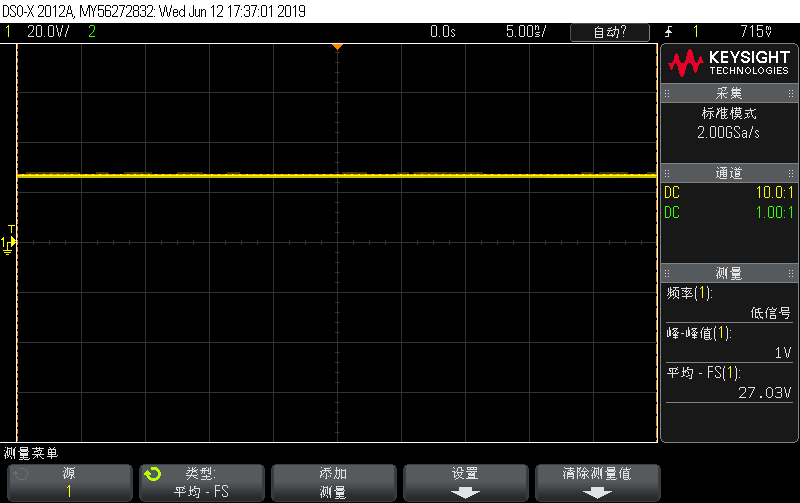 DSO-X 2012A, MY56272832: Wed Jun 12 17:37:01 2019
1 20.0V/ 2 0.0s 5.00ms/ 自动? 1 715mV
KEYSIGHT
TECHNOLOGIES
采集
标准模式
2.00GSa/s
通道
DC 10.0:1
DC 1.00:1
T
1
测量
频率(1):
低信号
峰-峰值(1):
1V
平均 - FS(1):
27.03V
测量菜单
源
1
类型:
平均 - FS
添加
测量
设置
清除测量值